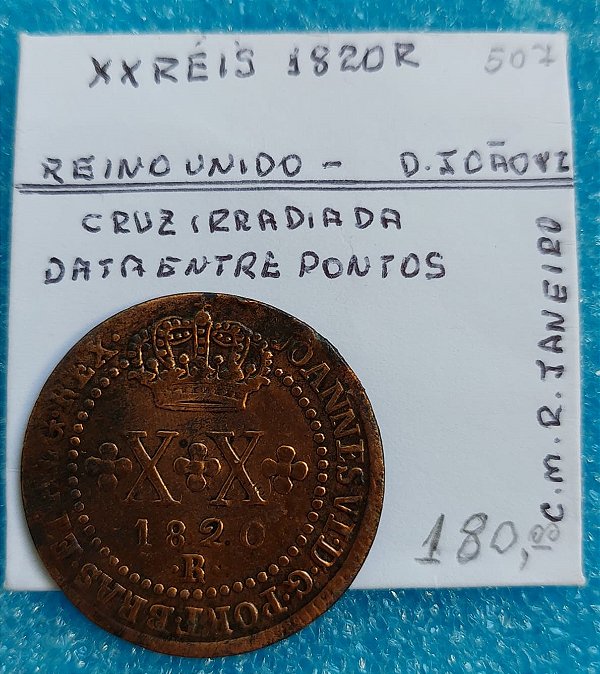 XXRÉIS 1820R 507
REINO UNIDO - D. JOÃO VI
CRUZ IRRADIADA
DATA ENTRE PONTOS
C.M.R. JANEIRO
180,00
JOANNES.VI.D.G.PORT.BRAS.ET.ALG.REX.
X X
1820
.R.